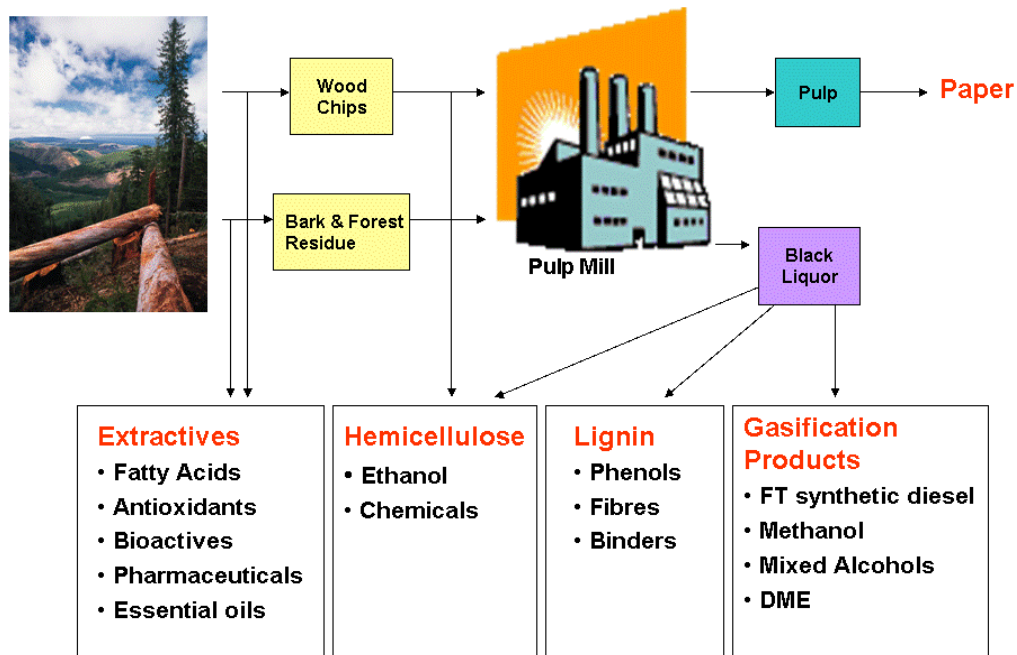 Wood
Chips
Pulp
Paper
Bark & Forest
Residue
Pulp Mill
Black
Liquor
Extractives
• Fatty Acids
• Antioxidants
• Bioactives
• Pharmaceuticals
• Essential oils
Hemicellulose
• Ethanol
• Chemicals
Lignin
• Phenols
• Fibres
• Binders
Gasification
Products
• FT synthetic diesel
• Methanol
• Mixed Alcohols
• DME